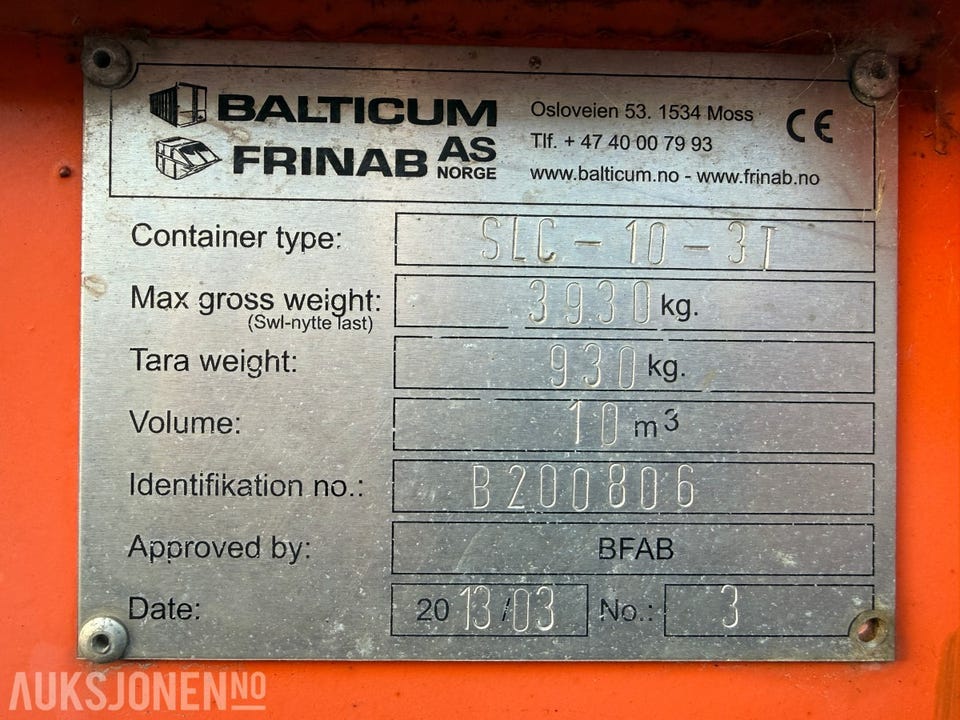 BALTICUM
FRINAB AS NORGE
Osloveien 53. 1534 Moss
Tlf. + 47 40 00 79 93
www.balticum.no - www.frinab.no
CE
Container type: SLC - 10 - 3T
Max gross weight: 3930 kg.
(Swl-nytte last)
Tara weight: 930 kg.
Volume: 10 m³
Identifikation no.: B200806
Approved by: BFAB
Date: 2013/03 No.: 3
AUKSJONEN.NO